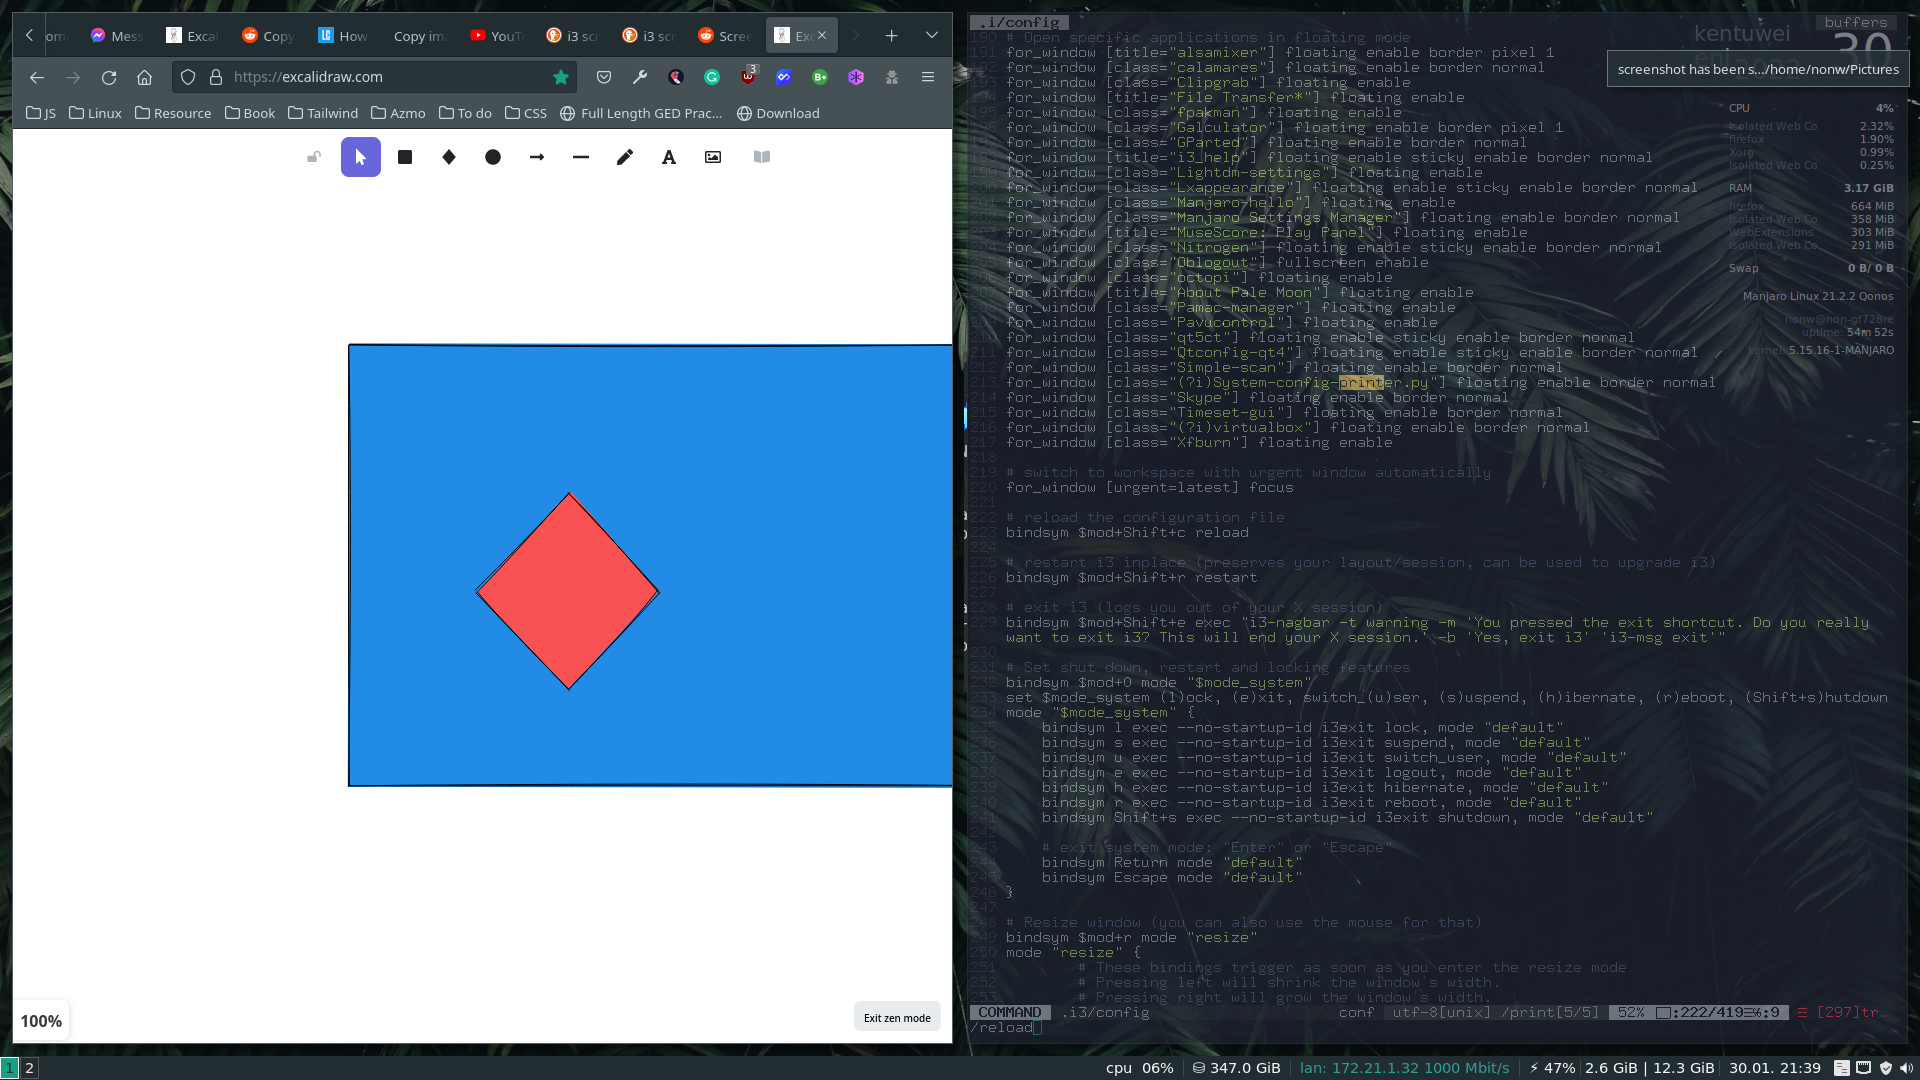 om
Mess
Excal
Copy
How
Copy im
YouT
i3 scr
i3 scr
Scree
Ex
https://excalidraw.com
3
JS
Linux
Resource
Book
Tailwind
Azmo
To do
CSS
Full Length GED Prac...
Download
A
100%
Exit zen mode
.i/config
buffers
kentuwei
30
screenshot has been s.../home/nonw/Pictures
190 # Open specific applications in floating mode
191 for_window [title="alsamixer"] floating enable border pixel 1
192 for_window [class="calamares"] floating enable border normal
193 for_window [class="Clipgrab"] floating enable
194 for_window [title="File Transfer*"] floating enable
195 for_window [class="fpakman"] floating enable
196 for_window [class="Galculator"] floating enable border pixel 1
197 for_window [class="GParted"] floating enable border normal
198 for_window [title="i3_help"] floating enable sticky enable border normal
199 for_window [class="Lightdm-settings"] floating enable
200 for_window [class="Lxappearance"] floating enable sticky enable border normal
201 for_window [class="Manjaro-hello"] floating enable
202 for_window [class="Manjaro Settings Manager"] floating enable border normal
203 for_window [title="MuseScore: Play Panel"] floating enable
204 for_window [class="Nitrogen"] floating enable sticky enable border normal
205 for_window [class="Oblogout"] fullscreen enable
206 for_window [class="octopi"] floating enable
207 for_window [title="About Pale Moon"] floating enable
208 for_window [class="Pamac-manager"] floating enable
209 for_window [class="Pavucontrol"] floating enable
210 for_window [class="qt5ct"] floating enable sticky enable border normal
211 for_window [class="Qtconfig-qt4"] floating enable sticky enable border normal
212 for_window [class="Simple-scan"] floating enable border normal
213 for_window [class="(?i)System-config-printer.py"] floating enable border normal
214 for_window [class="Skype"] floating enable border normal
215 for_window [class="Timeset-gui"] floating enable border normal
216 for_window [class="(?i)virtualbox"] floating enable border normal
217 for_window [class="Xfburn"] floating enable
218
219 # switch to workspace with urgent window automatically
220 for_window [urgent=latest] focus
221
222 # reload the configuration file
223 bindsym $mod+Shift+c reload
224
225 # restart i3 inplace (preserves your layout/session, can be used to upgrade i3)
226 bindsym $mod+Shift+r restart
227
228 # exit i3 (logs you out of your X session)
229 bindsym $mod+Shift+e exec "i3-nagbar -t warning -m 'You pressed the exit shortcut. Do you really
want to exit i3? This will end your X session.' -b 'Yes, exit i3' 'i3-msg exit'"
230
231 # Set shut down, restart and locking features
232 bindsym $mod+0 mode "$mode_system"
233 set $mode_system (l)ock, (e)xit, switch_(u)ser, (s)uspend, (h)ibernate, (r)eboot, (Shift+s)hutdown
234 mode "$mode_system" {
235 bindsym l exec --no-startup-id i3exit lock, mode "default"
236 bindsym s exec --no-startup-id i3exit suspend, mode "default"
237 bindsym u exec --no-startup-id i3exit switch_user, mode "default"
238 bindsym e exec --no-startup-id i3exit logout, mode "default"
239 bindsym h exec --no-startup-id i3exit hibernate, mode "default"
240 bindsym r exec --no-startup-id i3exit reboot, mode "default"
241 bindsym Shift+s exec --no-startup-id i3exit shutdown, mode "default"
242
243 # exit system mode: "Enter" or "Escape"
244 bindsym Return mode "default"
245 bindsym Escape mode "default"
246 }
247
248 # Resize window (you can also use the mouse for that)
249 bindsym $mod+r mode "resize"
250 mode "resize" {
251 # These bindings trigger as soon as you enter the resize mode
252 # Pressing left will shrink the window's width.
253 # Pressing right will grow the window's width.
COMMAND .i3/config conf utf-8[unix] /print[5/5] 52% :222/419 :9 [297]tr…
/reload
CPU 4%
Isolated Web Co 2.32%
firefox 1.90%
Xorg 0.99%
Isolated Web Co 0.25%
RAM 3.17 GiB
firefox 664 MiB
Isolated Web Co 358 MiB
WebExtensions 303 MiB
Isolated Web Co 291 MiB
Swap 0 B/ 0 B
Manjaro Linux 21.2.2 Qonos
nonw@non-gf728re
uptime: 54m 52s
kernel: 5.15.16-1-MANJARO
1 2
cpu 06% 347.0 GiB lan: 172.21.1.32 1000 Mbit/s 47% 2.6 GiB | 12.3 GiB 30.01. 21:39